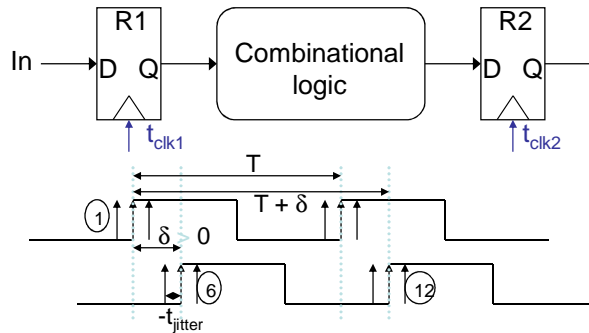 R1
R2
In
D Q
Combinational
logic
D Q
t_clk1
t_clk2
T
T + δ
1
δ > 0
6
12
-t_jitter